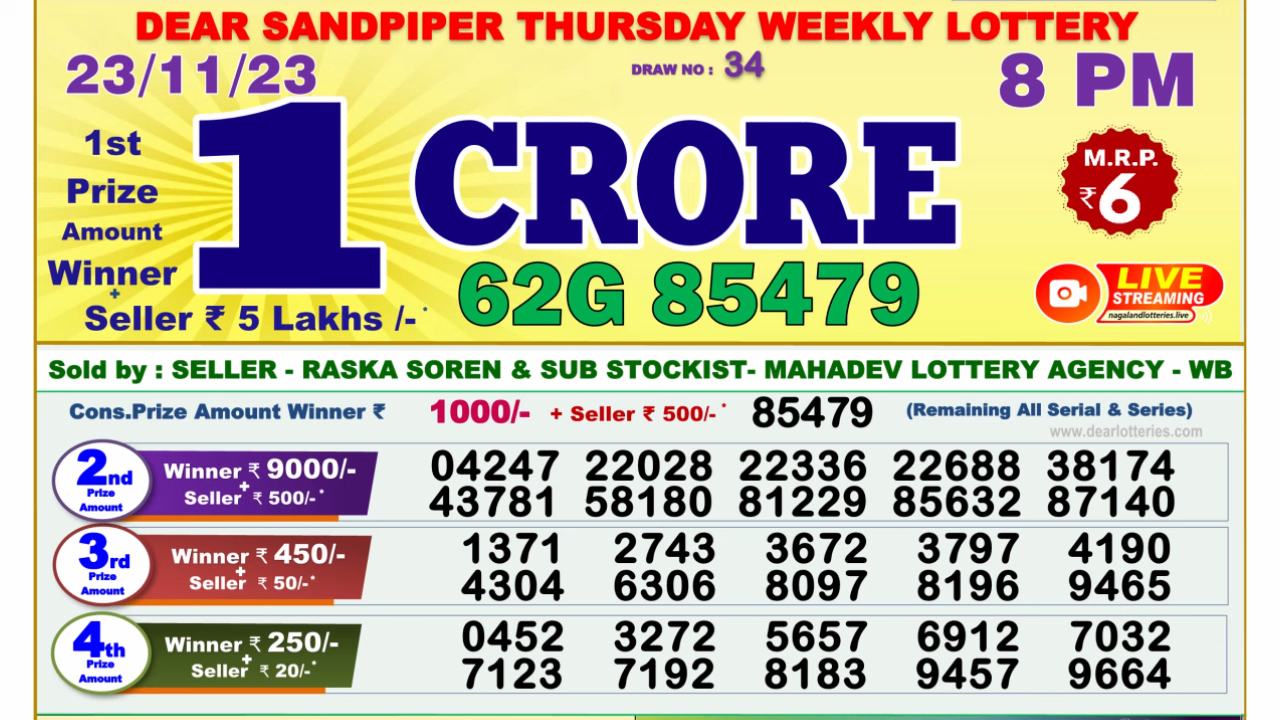 DEAR SANDPIPER THURSDAY WEEKLY LOTTERY
23/11/23
DRAW NO : 34
8 PM
1st
Prize
Amount
Winner
+
Seller ₹ 5 Lakhs /-*
1 CRORE
62G 85479
M.R.P.
₹6
LIVE
STREAMING
nagalandlotteries.live
Sold by : SELLER - RASKA SOREN & SUB STOCKIST- MAHADEV LOTTERY AGENCY - WB
Cons.Prize Amount Winner ₹ 1000/- + Seller ₹ 500/-* 85479 (Remaining All Serial & Series)
www.dearlotteries.com
2nd
Prize
Amount
Winner ₹ 9000/-
+
Seller ₹ 500/-*
04247 22028 22336 22688 38174
43781 58180 81229 85632 87140
3rd
Prize
Amount
Winner ₹ 450/-
+
Seller ₹ 50/-*
1371 2743 3672 3797 4190
4304 6306 8097 8196 9465
4th
Prize
Amount
Winner ₹ 250/-
+
Seller ₹ 20/-*
0452 3272 5657 6912 7032
7123 7192 8183 9457 9664